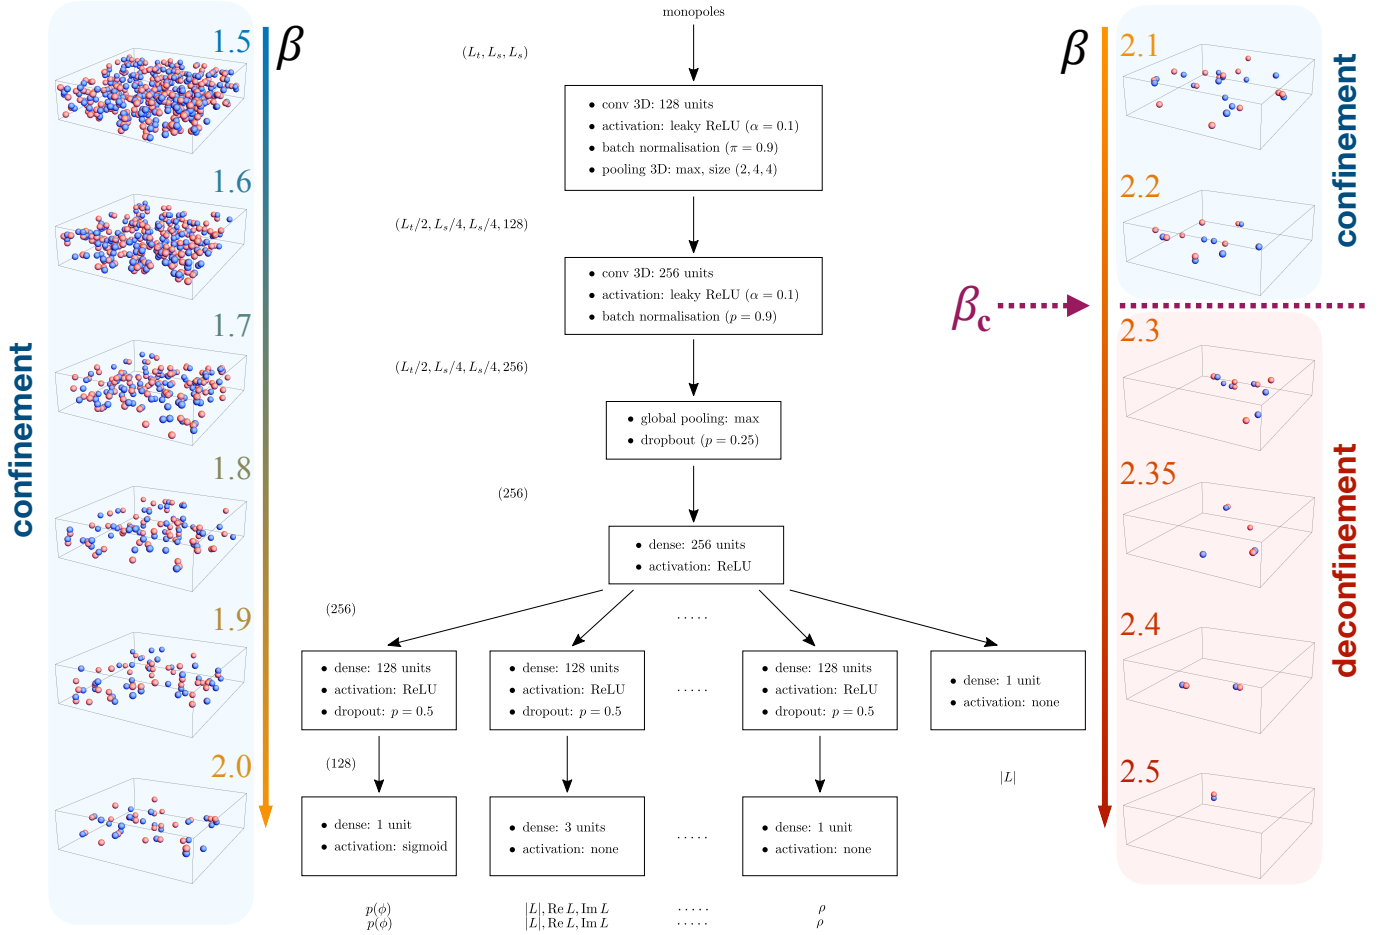 confinement
1.5
1.6
1.7
1.8
1.9
2.0
β
monopoles
(L_t, L_s, L_s)
• conv 3D: 128 units
• activation: leaky ReLU (α = 0.1)
• batch normalisation (π = 0.9)
• pooling 3D: max, size (2, 4, 4)
(L_t/2, L_s/4, L_s/4, 128)
• conv 3D: 256 units
• activation: leaky ReLU (α = 0.1)
• batch normalisation (p = 0.9)
(L_t/2, L_s/4, L_s/4, 256)
• global pooling: max
• dropbout (p = 0.25)
(256)
• dense: 256 units
• activation: ReLU
(256)
.....
• dense: 128 units
• activation: ReLU
• dropout: p = 0.5
• dense: 128 units
• activation: ReLU
• dropout: p = 0.5
.....
• dense: 128 units
• activation: ReLU
• dropout: p = 0.5
• dense: 1 unit
• activation: none
(128)
|L|
• dense: 1 unit
• activation: sigmoid
• dense: 3 units
• activation: none
.....
• dense: 1 unit
• activation: none
p(ϕ)
|L|, Re L, Im L
.....
ρ
p(ϕ)
|L|, Re L, Im L
.....
ρ
β
β_c
2.1
2.2
2.3
2.35
2.4
2.5
confinement
deconfinement